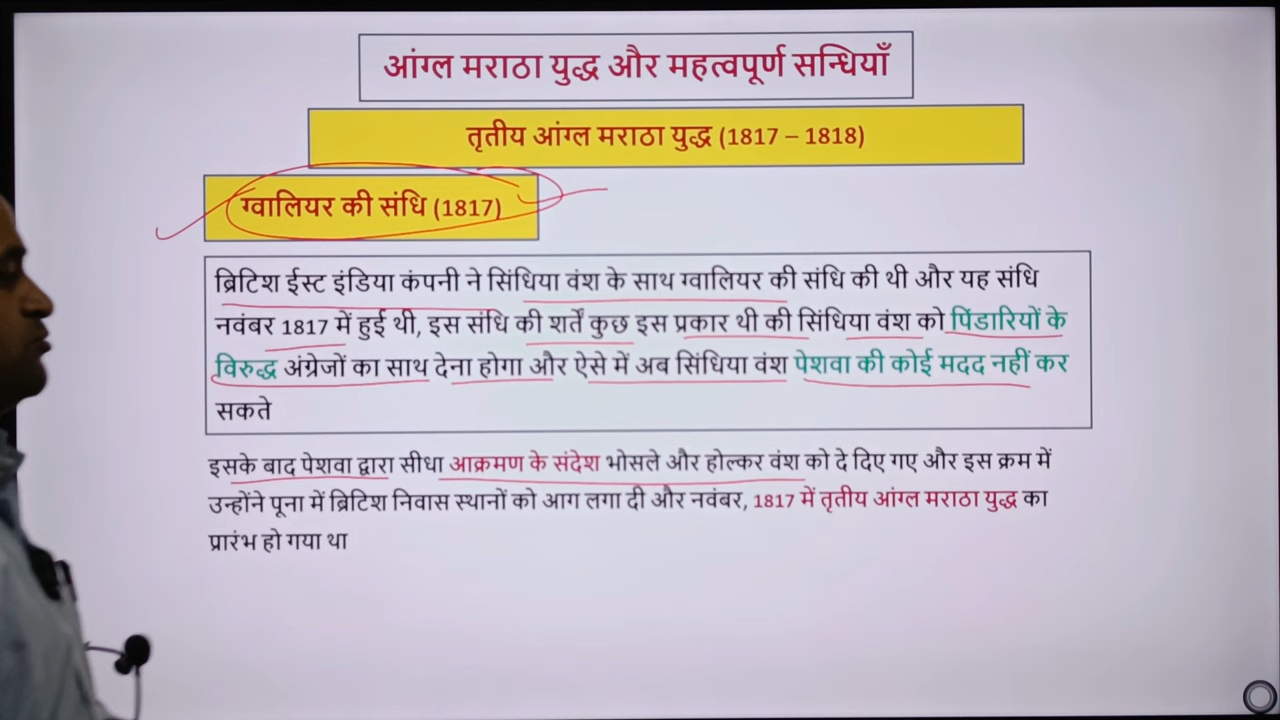 आंग्ल मराठा युद्ध और महत्वपूर्ण सन्धियाँ
तृतीय आंग्ल मराठा युद्ध (1817 – 1818)
ग्वालियर की संधि (1817)
ब्रिटिश ईस्ट इंडिया कंपनी ने सिंधिया वंश के साथ ग्वालियर की संधि की थी और यह संधि
नवंबर 1817 में हुई थी, इस संधि की शर्तें कुछ इस प्रकार थी की सिंधिया वंश को पिंडारियों के
विरुद्ध अंग्रेजों का साथ देना होगा और ऐसे में अब सिंधिया वंश पेशवा की कोई मदद नहीं कर
सकते
इसके बाद पेशवा द्वारा सीधा आक्रमण के संदेश भोसले और होल्कर वंश को दे दिए गए और इस क्रम में
उन्होंने पूना में ब्रिटिश निवास स्थानों को आग लगा दी और नवंबर, 1817 में तृतीय आंग्ल मराठा युद्ध का
प्रारंभ हो गया था